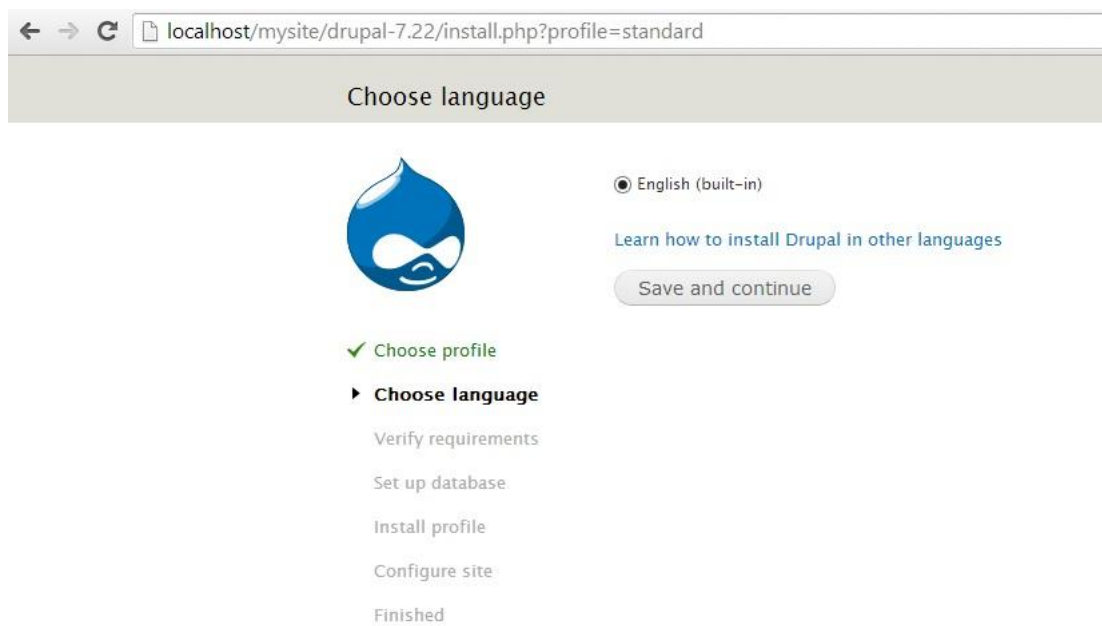 localhost/mysite/drupal-7.22/install.php?profile=standard
Choose language
English (built-in)
Learn how to install Drupal in other languages
Save and continue
Choose profile
Choose language
Verify requirements
Set up database
Install profile
Configure site
Finished